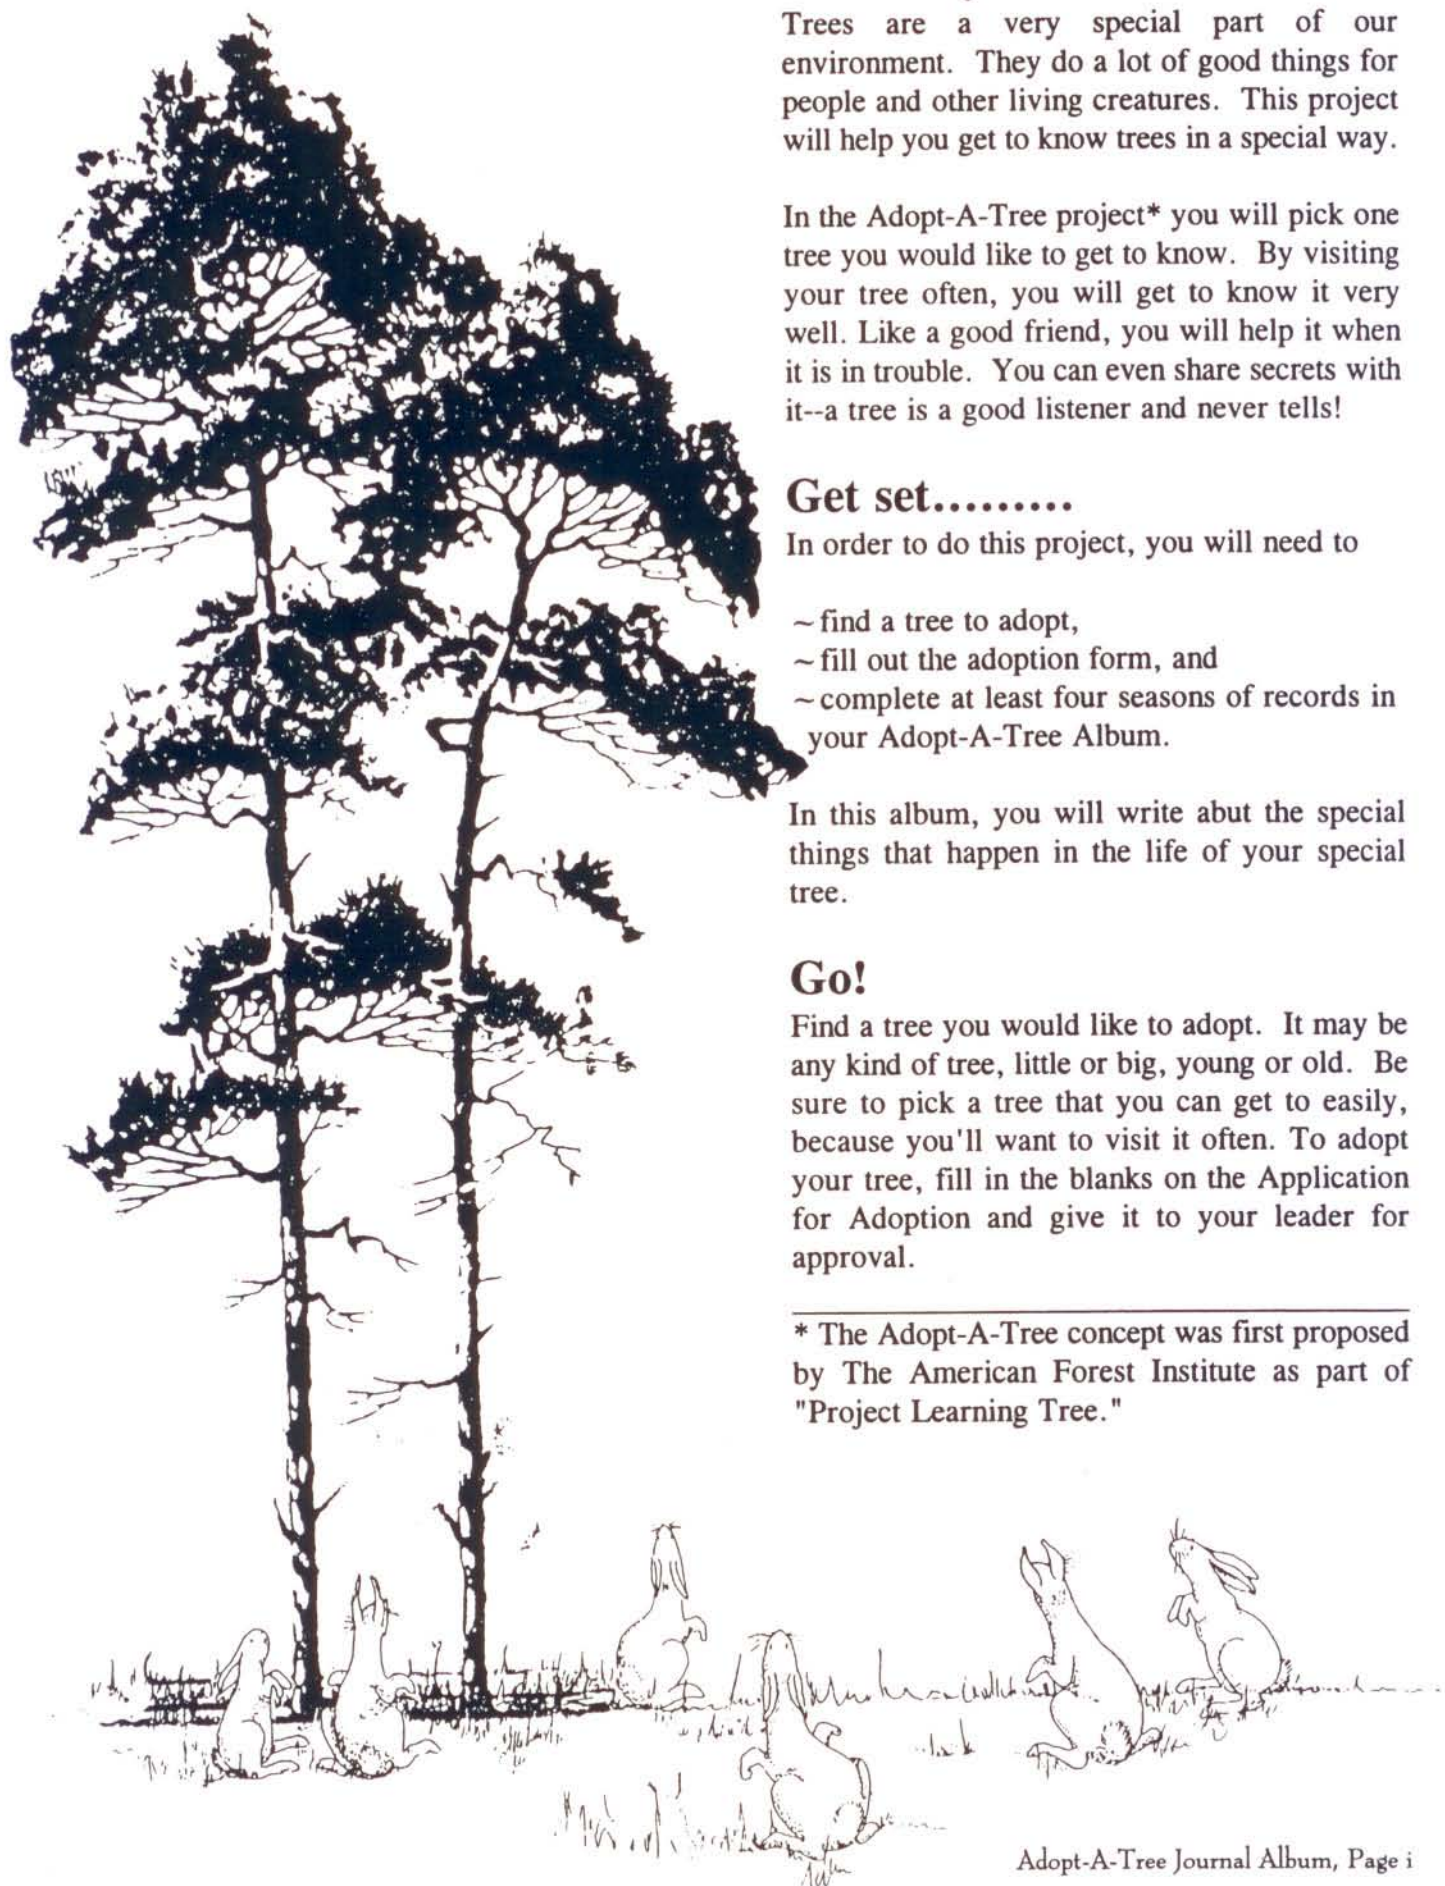 Trees are a very special part of our
environment. They do a lot of good things for
people and other living creatures. This project
will help you get to know trees in a special way.
In the Adopt-A-Tree project* you will pick one
tree you would like to get to know. By visiting
your tree often, you will get to know it very
well. Like a good friend, you will help it when
it is in trouble. You can even share secrets with
it--a tree is a good listener and never tells!
Get set.........
In order to do this project, you will need to
~find a tree to adopt,
~fill out the adoption form, and
~complete at least four seasons of records in
your Adopt-A-Tree Album.
In this album, you will write abut the special
things that happen in the life of your special
tree.
Go!
Find a tree you would like to adopt. It may be
any kind of tree, little or big, young or old. Be
sure to pick a tree that you can get to easily,
because you'll want to visit it often. To adopt
your tree, fill in the blanks on the Application
for Adoption and give it to your leader for
approval.
* The Adopt-A-Tree concept was first proposed
by The American Forest Institute as part of
"Project Learning Tree."
Adopt-A-Tree Journal Album, Page i